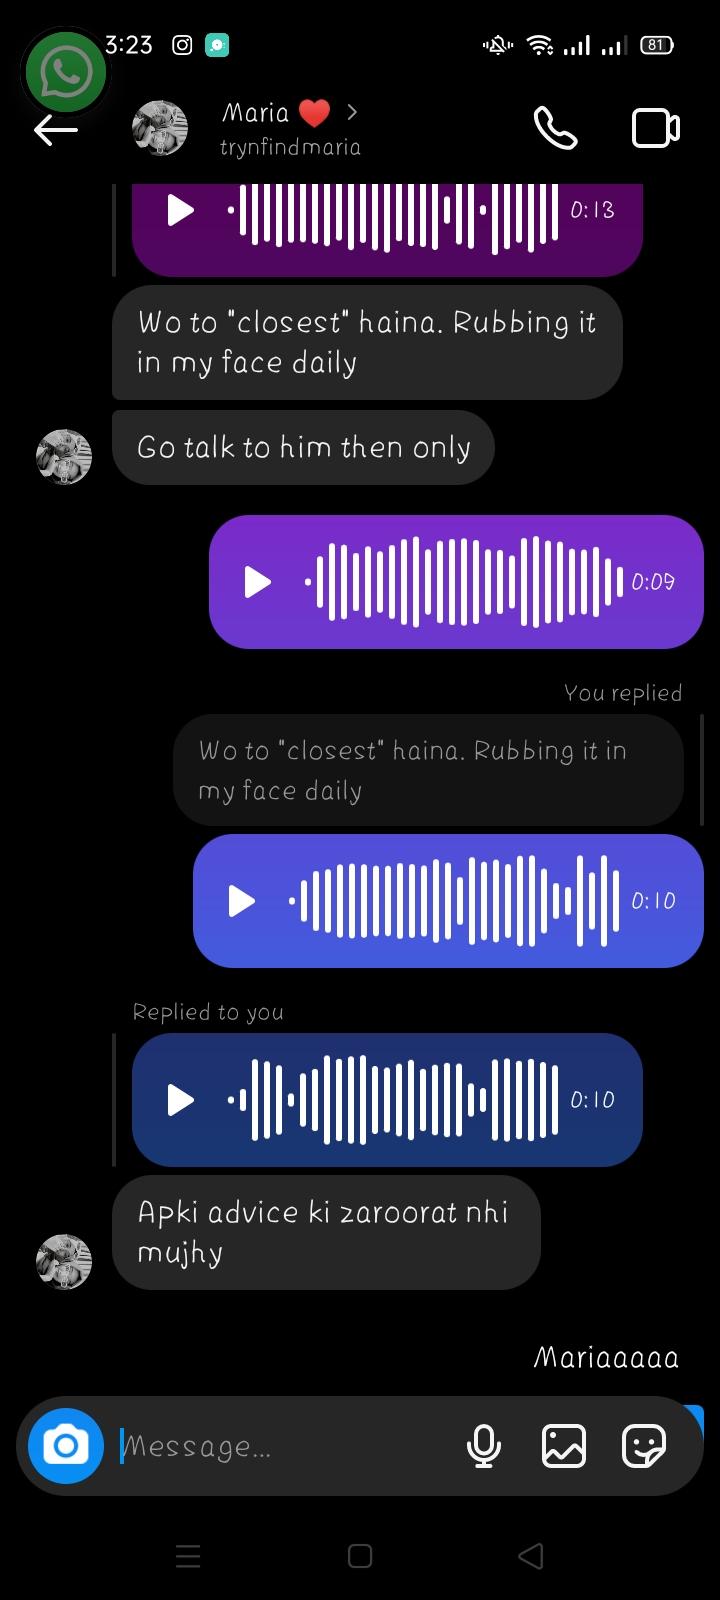 3:23
81
Maria ❤️ >
trynfindmaria
0:13
Wo to "closest" haina. Rubbing it
in my face daily
Go talk to him then only
0:09
You replied
Wo to "closest" haina. Rubbing it in
my face daily
0:10
Replied to you
0:10
Apki advice ki zaroorat nhi
mujhy
Mariaaaaa
Message...